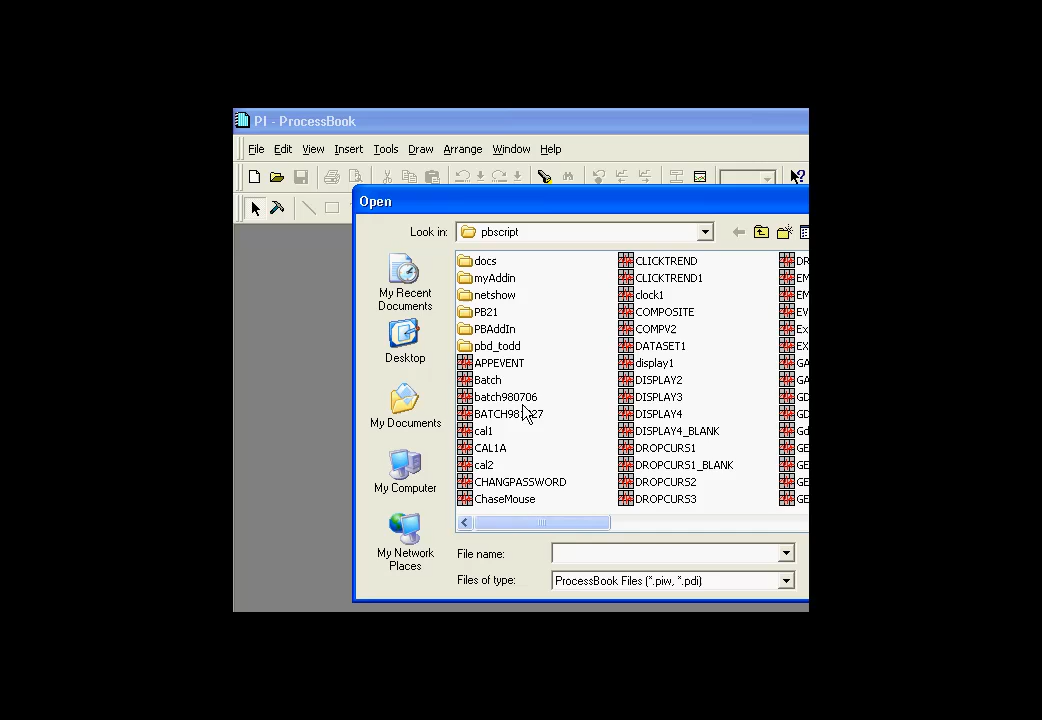 PI - ProcessBook
File Edit View Insert Tools Draw Arrange Window Help
Open
Look in: pbscript
My Recent Documents
Desktop
My Documents
My Computer
My Network Places
docs
myAddin
netshow
PB21
PBAddIn
pbd_todd
APPEVENT
Batch
batch980706
cal1
CAL1A
cal2
CHANGPASSWORD
ChaseMouse
CLICKTREND
CLICKTREND1
clock1
COMPOSITE
COMPV2
DATASET1
display1
DISPLAY2
DISPLAY3
DISPLAY4
DISPLAY4_BLANK
DROPCURS1
DROPCURS1_BLANK
DROPCURS2
DROPCURS3
File name:
Files of type: ProcessBook Files (*.piw, *.pdi)